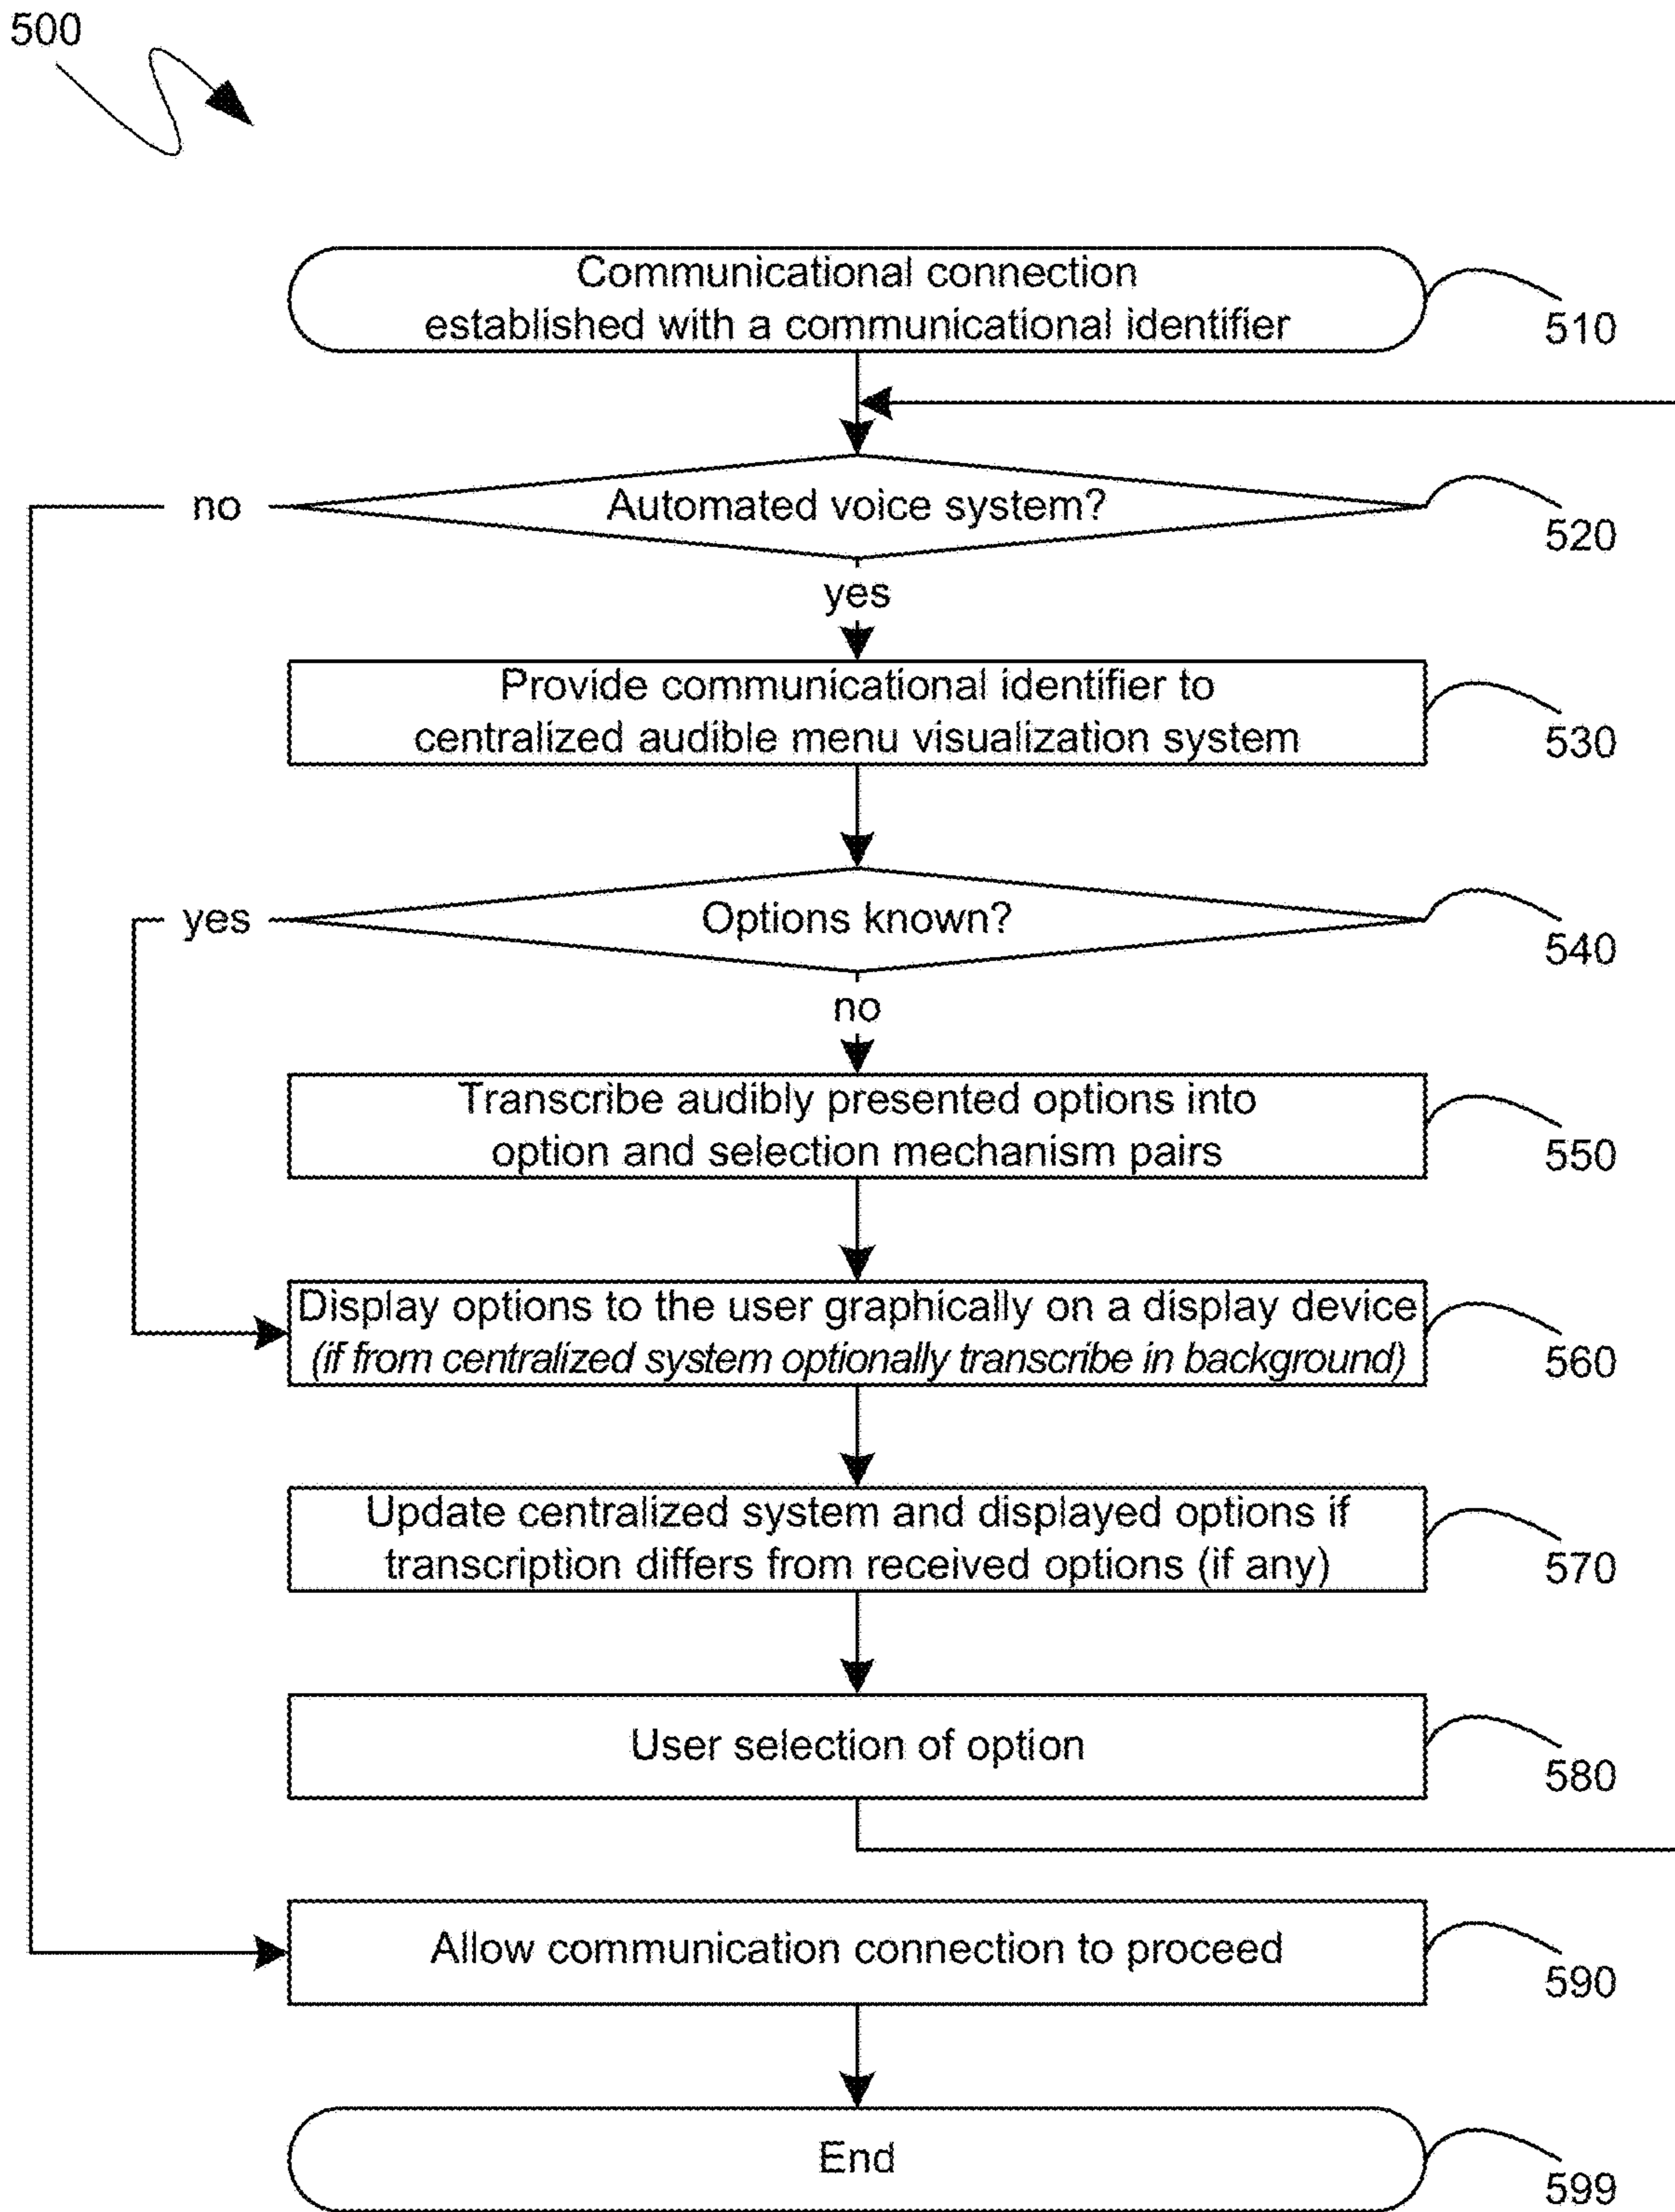 500
Communicational connection
established with a communicational identifier
510
no
Automated voice system?
520
yes
Provide communicational identifier to
centralized audible menu visualization system
530
yes
Options known?
540
no
Transcribe audibly presented options into
option and selection mechanism pairs
550
Display options to the user graphically on a display device
(if from centralized system optionally transcribe in background)
560
Update centralized system and displayed options if
transcription differs from received options (if any)
570
User selection of option
580
Allow communication connection to proceed
590
End
599